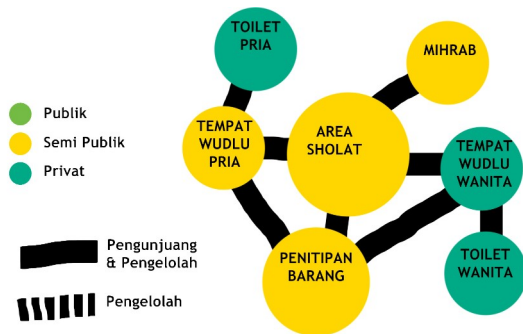 TOILET
PRIA
MIHRAB
Publik
Semi Publik
Privat
TEMPAT
WUDLU
PRIA
AREA
SHOLAT
TEMPAT
WUDLU
WANITA
Pengunjuang
& Pengelolah
Pengelolah
PENITIPAN
BARANG
TOILET
WANITA